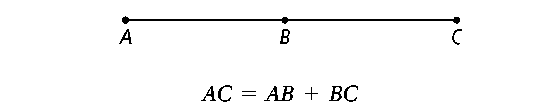 A B C
AC = AB + BC